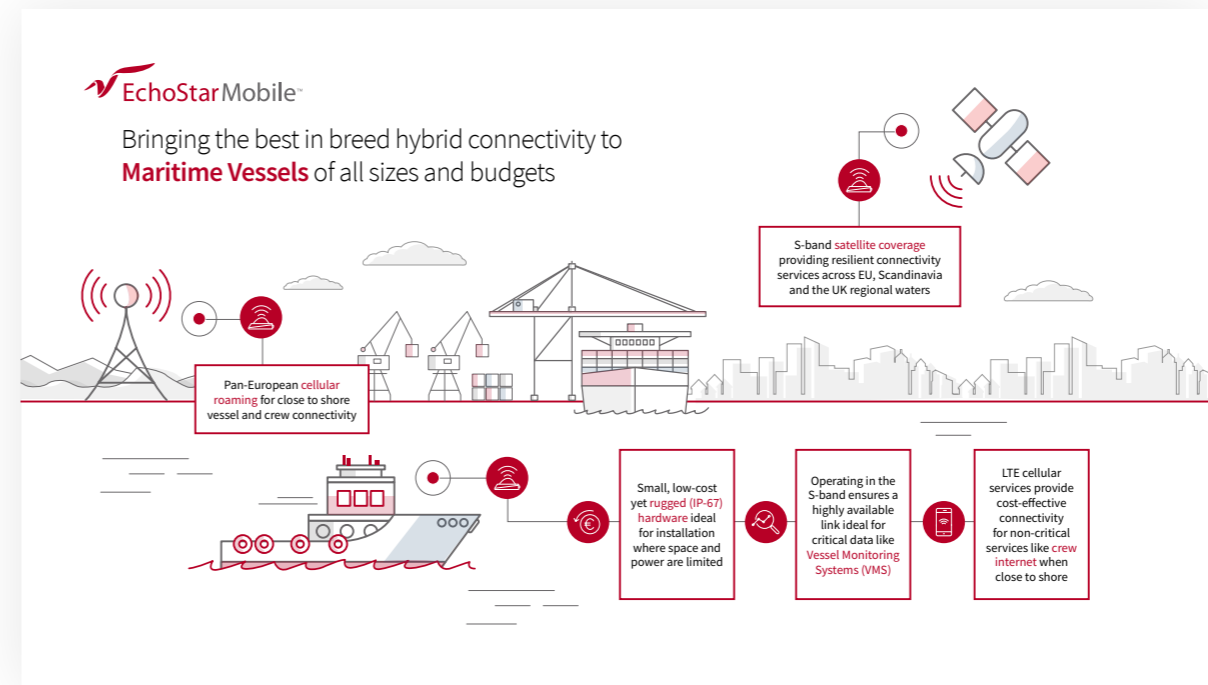 EchoStar Mobile™
Bringing the best in breed hybrid connectivity to
Maritime Vessels of all sizes and budgets
S-band satellite coverage
providing resilient connectivity
services across EU, Scandinavia
and the UK regional waters
Pan-European cellular
roaming for close to shore
vessel and crew connectivity
Small, low-cost
yet rugged (IP-67)
hardware ideal
for installation
where space and
power are limited
Operating in the
S-band ensures a
highly available
link ideal for
critical data like
Vessel Monitoring
Systems (VMS)
LTE cellular
services provide
cost-effective
connectivity
for non-critical
services like crew
internet when
close to shore